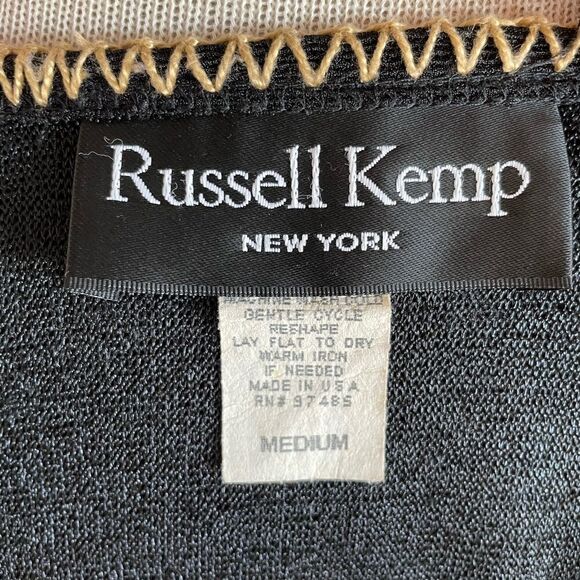 Russell Kemp
NEW YORK
MACHINE WASH COLD
GENTLE CYCLE
RESHAPE
LAY FLAT TO DRY
WARM IRON
IF NEEDED
MADE IN U S A
RN# 97485
MEDIUM